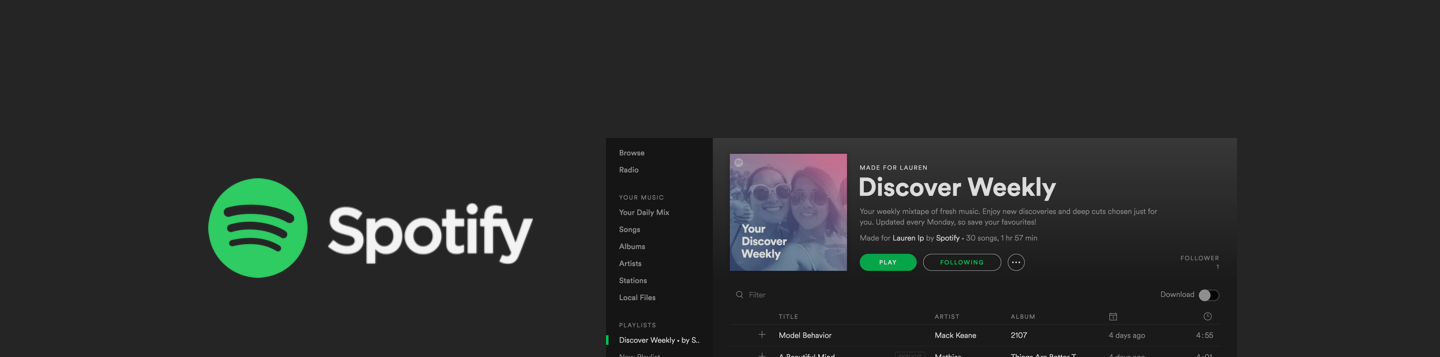 Spotify
Browse
Radio
YOUR MUSIC
Your Daily Mix
Songs
Albums
Artists
Stations
Local Files
PLAYLISTS
Discover Weekly • by S..
New Playlist
Your
Discover
Weekly
MADE FOR LAUREN
Discover Weekly
Your weekly mixtape of fresh music. Enjoy new discoveries and deep cuts chosen just for
you. Updated every Monday, so save your favourites!
Made for Lauren Ip by Spotify • 30 songs, 1 hr 57 min
PLAY FOLLOWING
FOLLOWER
1
Filter Download
TITLE ARTIST ALBUM
Model Behavior Mack Keane 2107 4 days ago 4:55
A Beautiful Mind Mathias Things Are Better T... 4 days ago 4:01